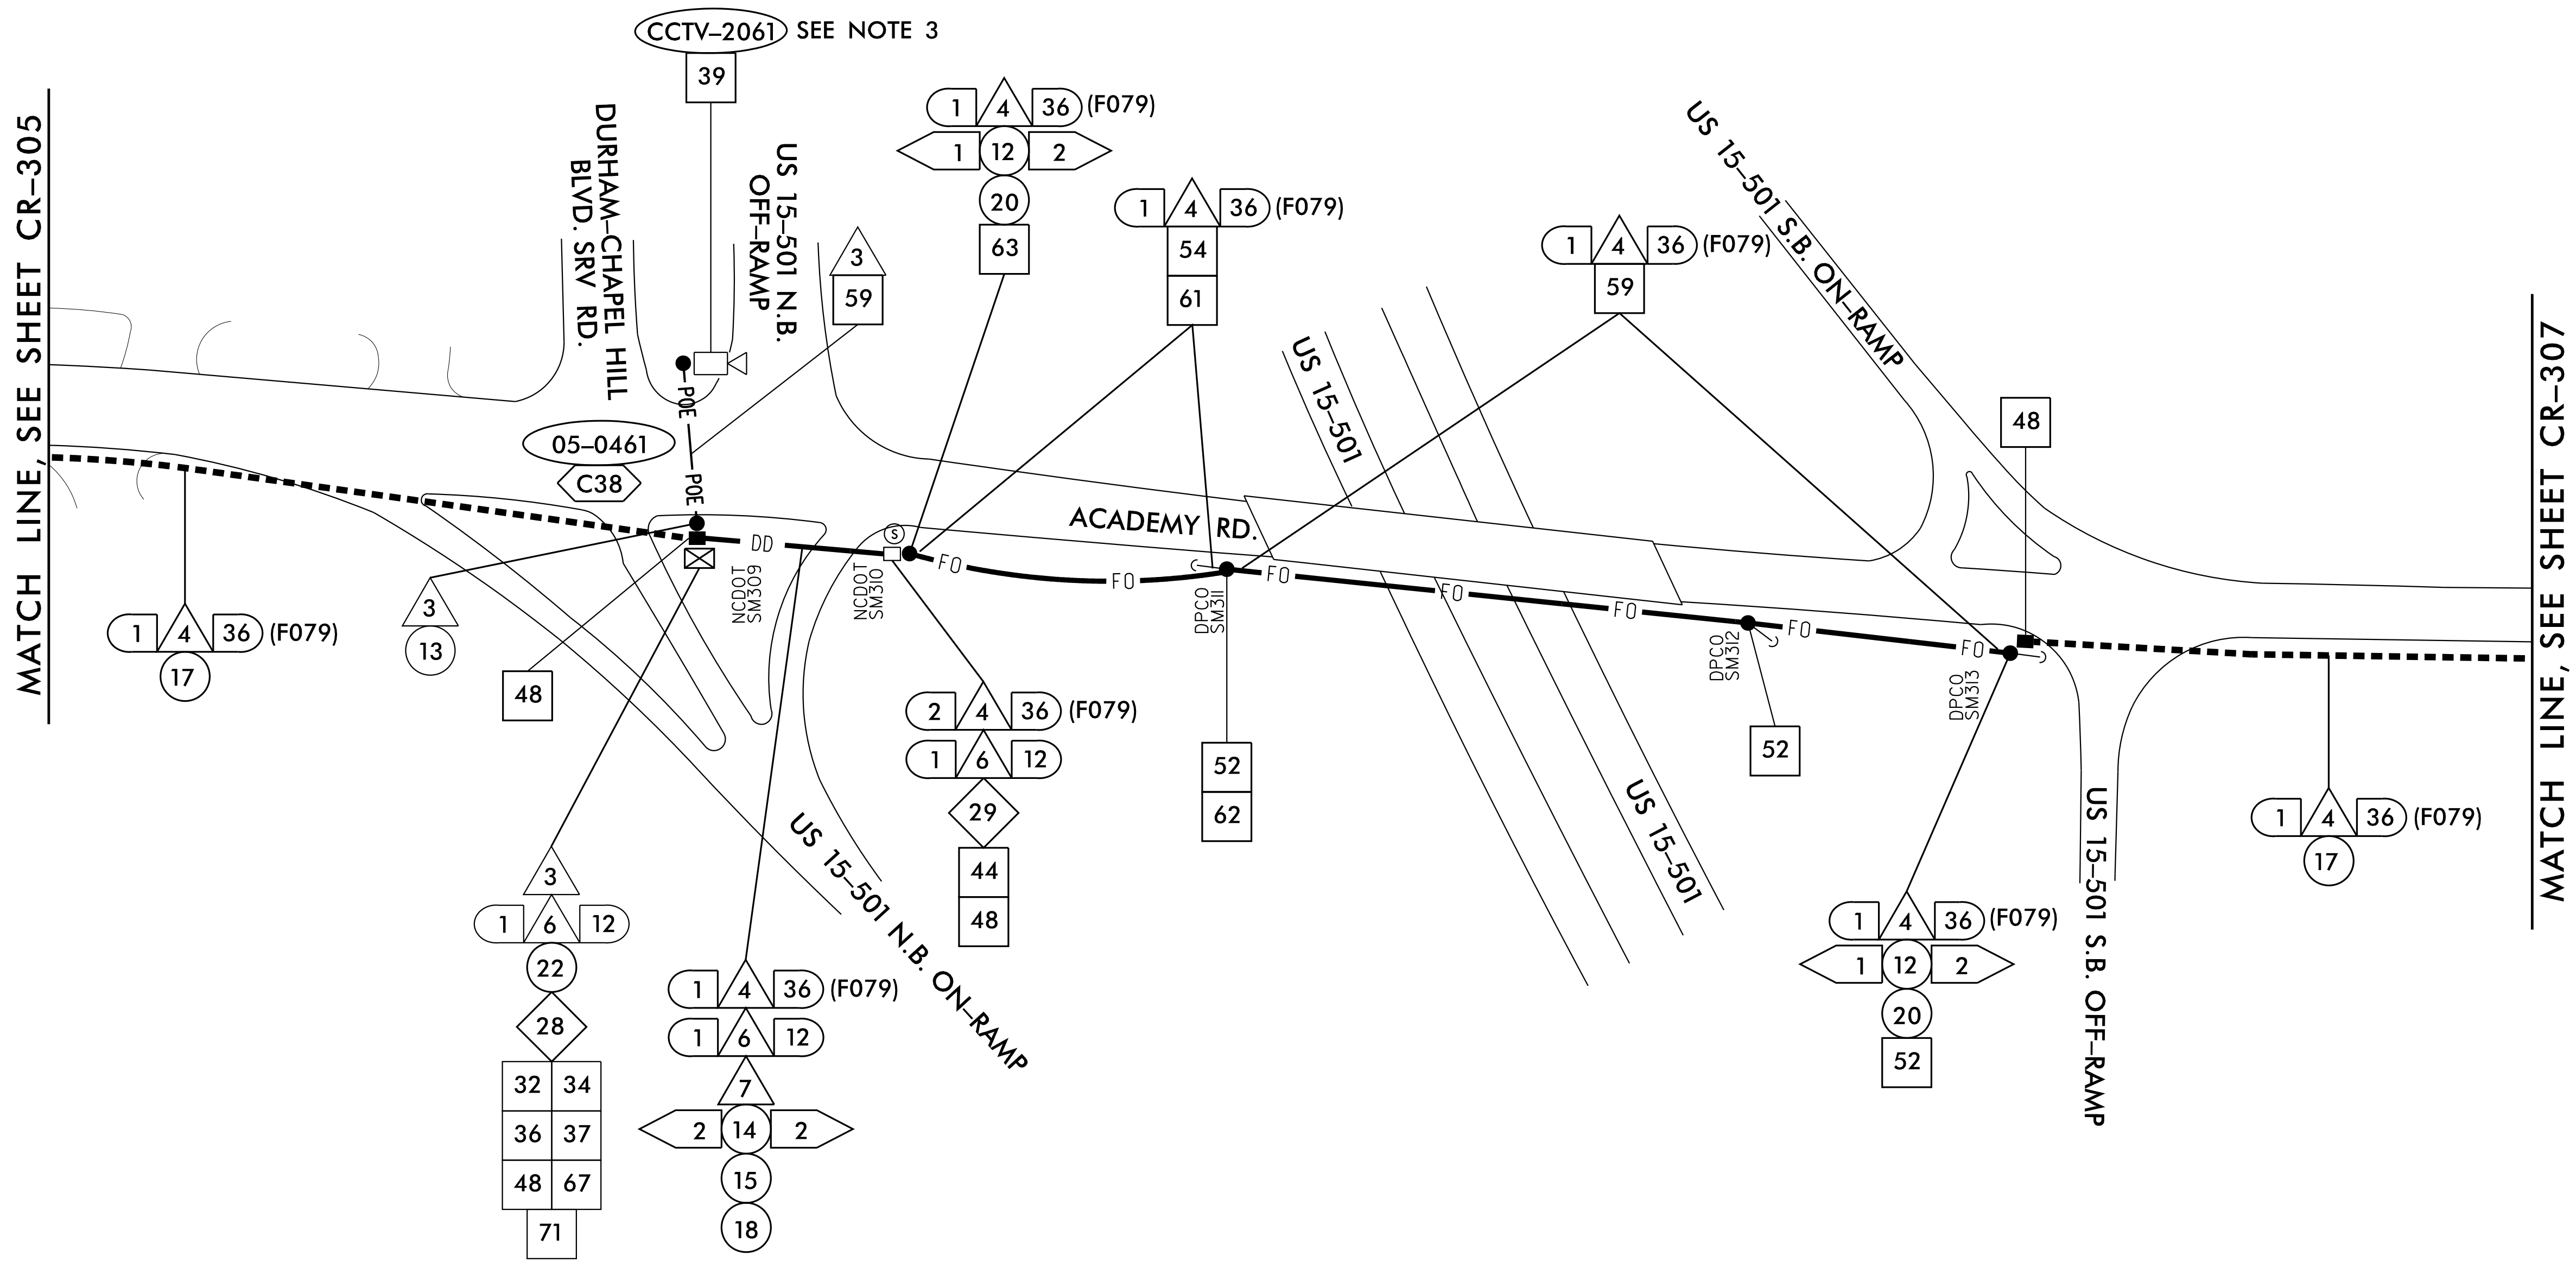 CCTV–2061 SEE NOTE 3
39
MATCH LINE, SEE SHEET CR–305
DURHAM–CHAPEL HILL
BLVD. SRV RD.
US 15–501 N.B.
OFF–RAMP
1 4 36 (F079)
1 12 2
20
63
1 4 36 (F079)
54
61
3
59
1 4 36 (F079)
59
US 15–501 S.B. ON–RAMP
US 15–501
48
MATCH LINE, SEE SHEET CR–307
POE
POE
05–0461
C38
ACADEMY RD.
S
DD
FO
FO
FO
FO
FO
FO
FO
NCDOT
SM309
NCDOT
SM310
DPCO
SM311
DPCO
SM312
DPCO
SM313
1 4 36 (F079)
17
3
13
48
2 4 36 (F079)
1 6 12
29
44
48
52
62
52
US 15–501
1 4 36 (F079)
17
3
1 6 12
22
28
32 34
36 37
48 67
71
1 4 36 (F079)
1 6 12
7
2 14 2
15
18
US 15–501 N.B. ON–RAMP
1 4 36 (F079)
1 12 2
20
52
US 15–501 S.B. OFF–RAMP